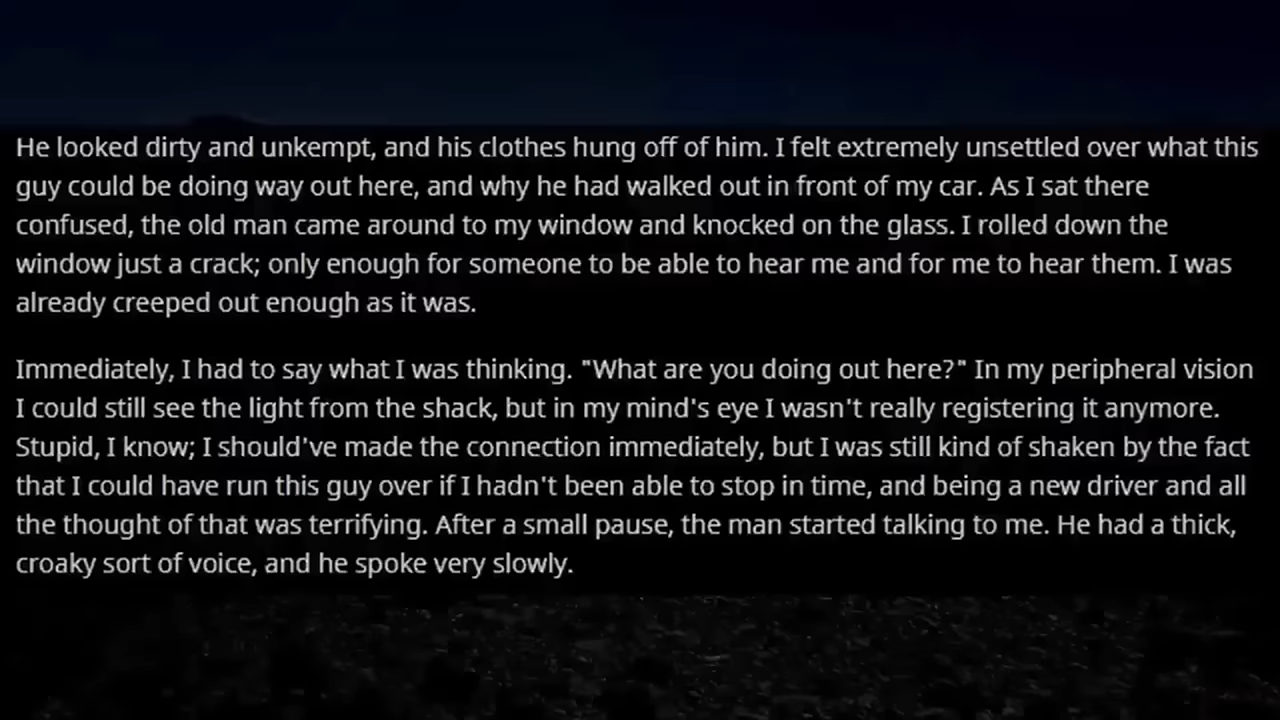 He looked dirty and unkempt, and his clothes hung off of him. I felt extremely unsettled over what this
guy could be doing way out here, and why he had walked out in front of my car. As I sat there
confused, the old man came around to my window and knocked on the glass. I rolled down the
window just a crack; only enough for someone to be able to hear me and for me to hear them. I was
already creeped out enough as it was.
Immediately, I had to say what I was thinking. "What are you doing out here?" In my peripheral vision
I could still see the light from the shack, but in my mind's eye I wasn't really registering it anymore.
Stupid, I know; I should've made the connection immediately, but I was still kind of shaken by the fact
that I could have run this guy over if I hadn't been able to stop in time, and being a new driver and all
the thought of that was terrifying. After a small pause, the man started talking to me. He had a thick,
croaky sort of voice, and he spoke very slowly.